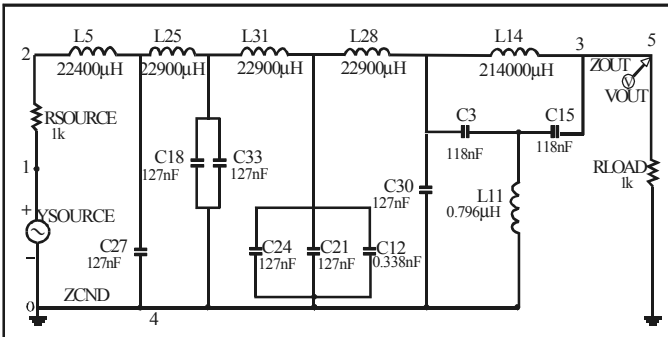 L5
L25
L31
L28
L14
2
3
5
22400µH
22900µH
22900µH
22900µH
214000µH
ZOUT
V
VOUT
RSOURCE
1k
C3
118nF
C15
118nF
C18
127nF
C33
127nF
RLOAD
1k
1
C30
127nF
L11
0.796µH
+
YSOURCE
−
C27
127nF
C24
127nF
C21
127nF
C12
0.338nF
0
ZCND
4